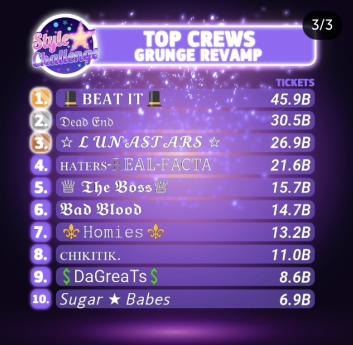 3/3
Style Challenge
TOP CREWS
GRUNGE REVAMP
TICKETS
1. 🎩 BEAT IT 🎩 45.9B
2. Dead End 30.5B
3. ☆ LUNASTARS ☆ 26.9B
4. HATERS-REAL-FACTA 21.6B
5. ♕ The Boss ♕ 15.7B
6. Bad Blood 14.7B
7. ⚜ Homies ⚜ 13.2B
8. CHIKITIK. 11.0B
9. $ DaGreaTs $ 8.6B
10. Sugar ★ Babes 6.9B